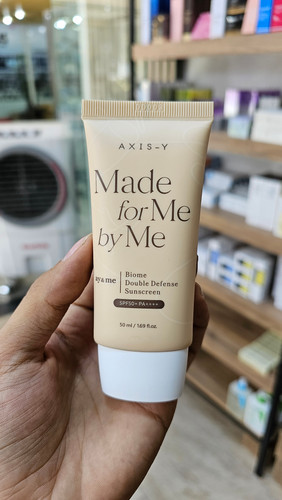 AXIS-Y
Made
for Me
by Me
ay&me
Biome
Double Defense
Sunscreen
SPF50+ PA++++
50 ml / 1.69 fl.oz.